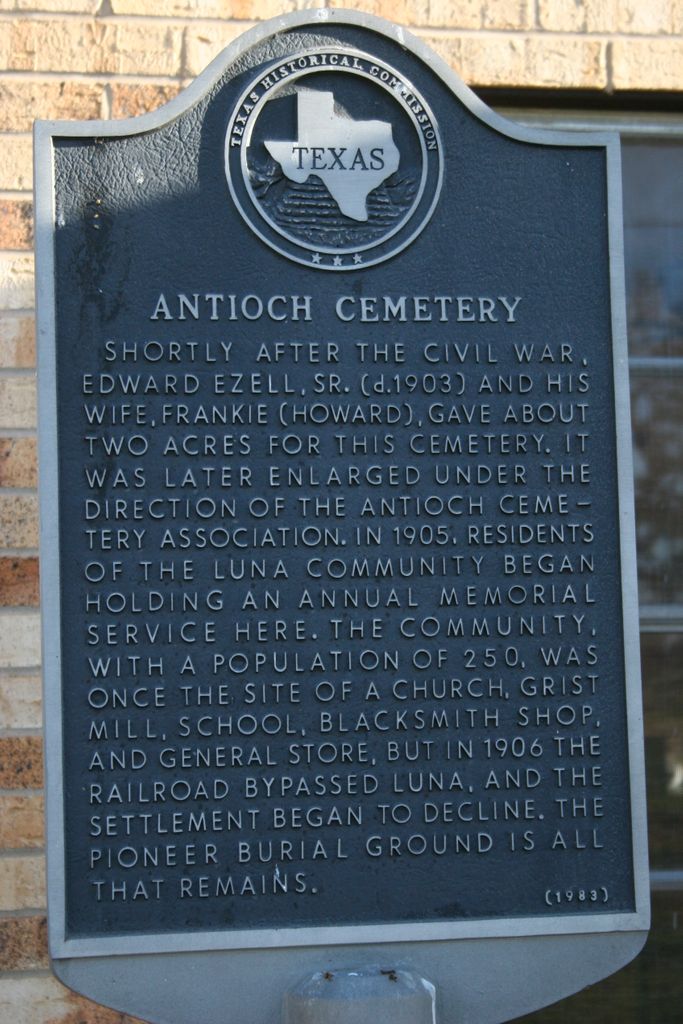 TEXAS HISTORICAL COMMISSION
TEXAS
ANTIOCH CEMETERY
SHORTLY AFTER THE CIVIL WAR,
EDWARD EZELL, SR. (d.1903) AND HIS
WIFE, FRANKIE (HOWARD), GAVE ABOUT
TWO ACRES FOR THIS CEMETERY. IT
WAS LATER ENLARGED UNDER THE
DIRECTION OF THE ANTIOCH CEME-
TERY ASSOCIATION. IN 1905, RESIDENTS
OF THE LUNA COMMUNITY BEGAN
HOLDING AN ANNUAL MEMORIAL
SERVICE HERE. THE COMMUNITY,
WITH A POPULATION OF 250, WAS
ONCE THE SITE OF A CHURCH, GRIST
MILL, SCHOOL, BLACKSMITH SHOP,
AND GENERAL STORE, BUT IN 1906 THE
RAILROAD BYPASSED LUNA, AND THE
SETTLEMENT BEGAN TO DECLINE. THE
PIONEER BURIAL GROUND IS ALL
THAT REMAINS.
(1983)